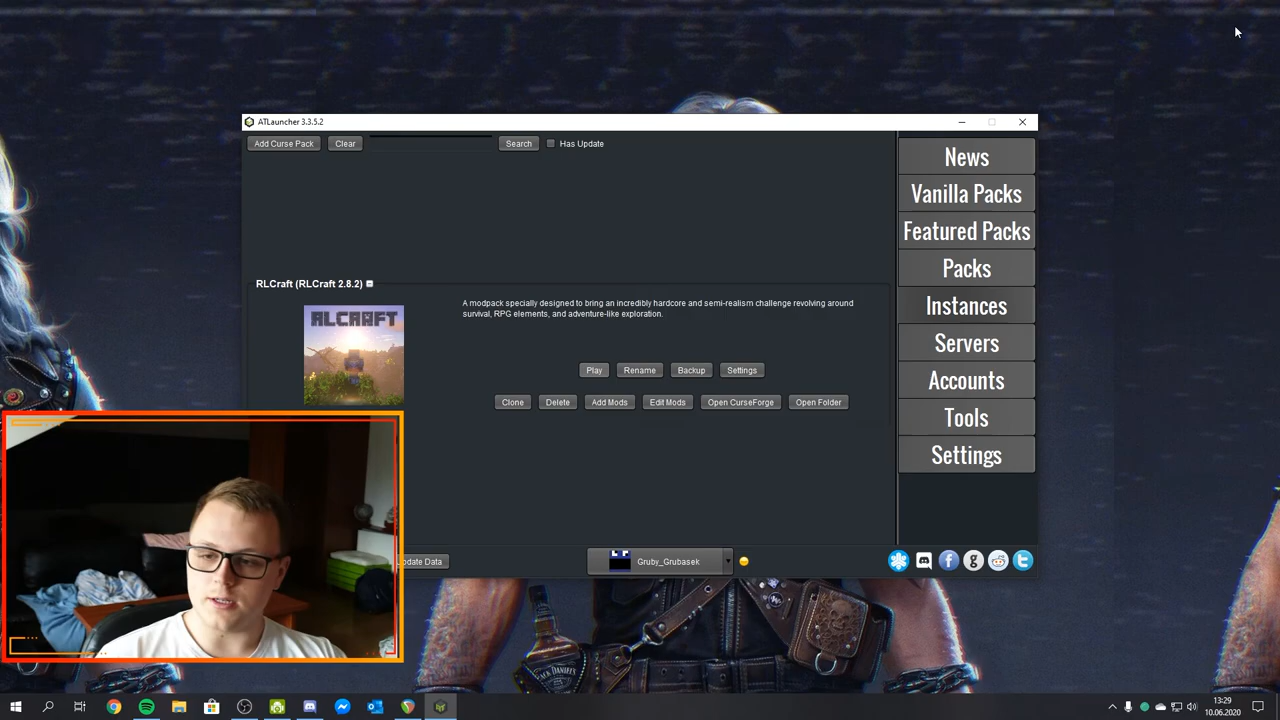 ATLauncher 3.3.5.2
Add Curse Pack
Clear
Search
Has Update
RLCraft (RLCraft 2.8.2)
RLCRAFT
A modpack specially designed to bring an incredibly hardcore and semi-realism challenge revolving around
survival, RPG elements, and adventure-like exploration.
Play
Rename
Backup
Settings
Clone
Delete
Add Mods
Edit Mods
Open CurseForge
Open Folder
News
Vanilla Packs
Featured Packs
Packs
Instances
Servers
Accounts
Tools
Settings
Update Data
Gruby_Grubasek
JACK DANIEL'S
13:29
10.06.2020